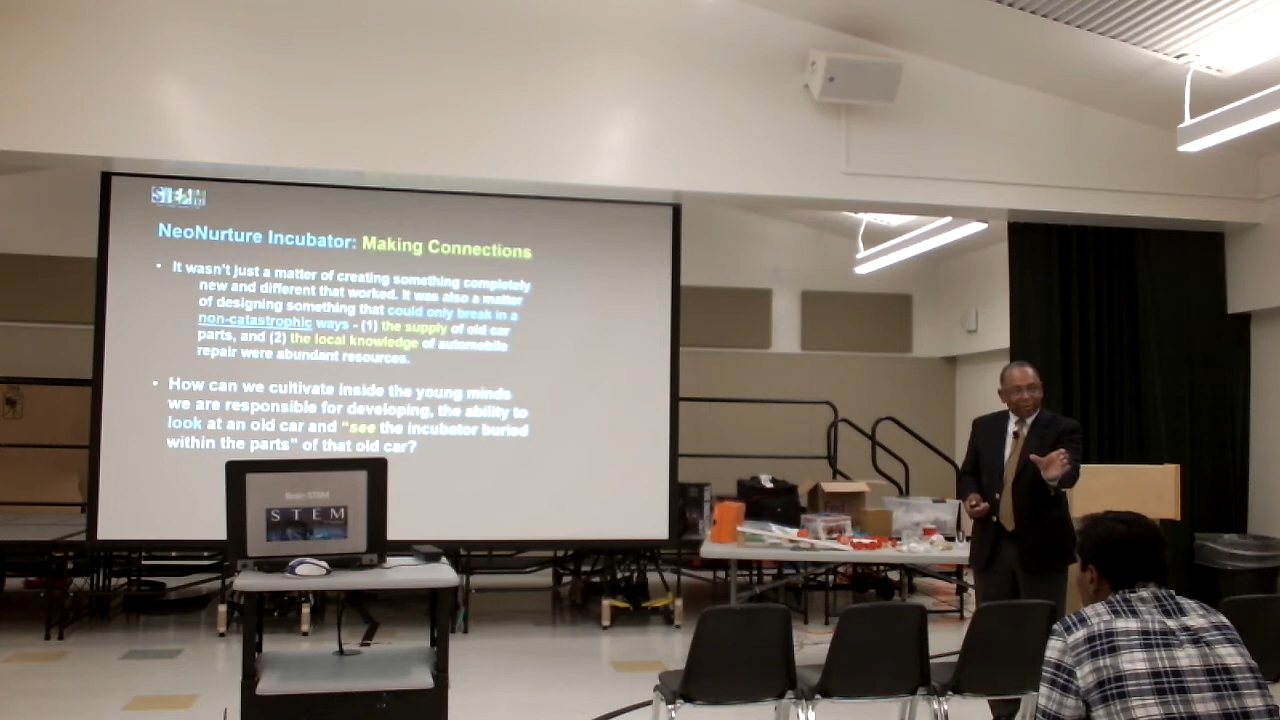 STEM
NeoNurture Incubator: Making Connections
• It wasn't just a matter of creating something completely
new and different that worked. It was also a matter
of designing something that could only break in a
non-catastrophic ways - (1) the supply of old car
parts, and (2) the local knowledge of automobile
repair were abundant resources.
• How can we cultivate inside the young minds
we are responsible for developing, the ability to
look at an old car and "see the incubator buried
within the parts" of that old car?
STEM